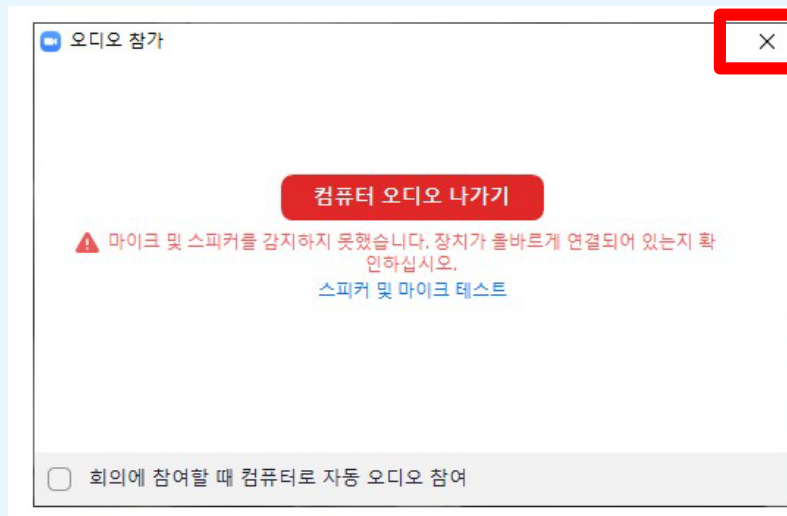 오디오 참가
컴퓨터 오디오 나가기
마이크 및 스피커를 감지하지 못했습니다. 장치가 올바르게 연결되어 있는지 확
인하십시오.
스피커 및 마이크 테스트
회의에 참여할 때 컴퓨터로 자동 오디오 참여